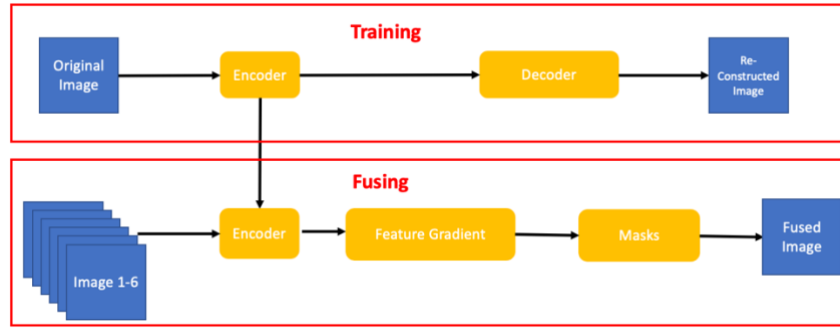 Training
Original
Image
Encoder
Decoder
Re-
Constructed
Image
Fusing
Image 1-6
Encoder
Feature Gradient
Masks
Fused
Image